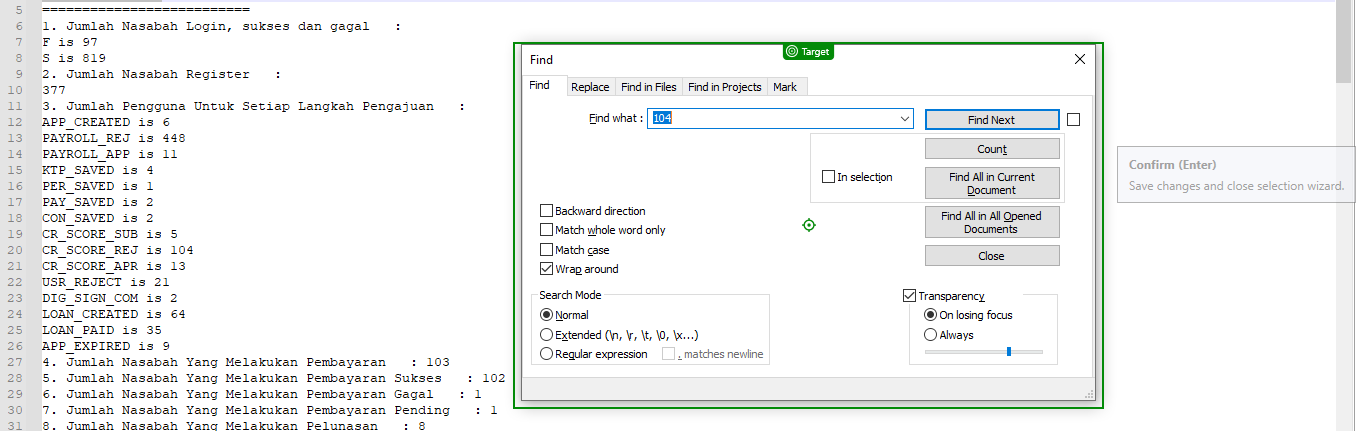 5 ==========================
6 1. Jumlah Nasabah Login, sukses dan gagal :
7 F is 97
8 S is 819
9 2. Jumlah Nasabah Register :
10 377
11 3. Jumlah Pengguna Untuk Setiap Langkah Pengajuan :
12 APP_CREATED is 6
13 PAYROLL_REJ is 448
14 PAYROLL_APP is 11
15 KTP_SAVED is 4
16 PER_SAVED is 1
17 PAY_SAVED is 2
18 CON_SAVED is 2
19 CR_SCORE_SUB is 5
20 CR_SCORE_REJ is 104
21 CR_SCORE_APR is 13
22 USR_REJECT is 21
23 DIG_SIGN_COM is 2
24 LOAN_CREATED is 64
25 LOAN_PAID is 35
26 APP_EXPIRED is 9
27 4. Jumlah Nasabah Yang Melakukan Pembayaran : 103
28 5. Jumlah Nasabah Yang Melakukan Pembayaran Sukses : 102
29 6. Jumlah Nasabah Yang Melakukan Pembayaran Gagal : 1
30 7. Jumlah Nasabah Yang Melakukan Pembayaran Pending : 1
31 8. Jumlah Nasabah Yang Melakukan Pelunasan : 8
Target
Find
Find Replace Find in Files Find in Projects Mark
Find what : 104
Find Next
Count
In selection
Find All in Current
Document
Find All in All Opened
Documents
Close
Backward direction
Match whole word only
Match case
Wrap around
Search Mode
Normal
Extended (\n, \r, \t, \0, \x...)
Regular expression
. matches newline
Transparency
On losing focus
Always
Confirm (Enter)
Save changes and close selection wizard.